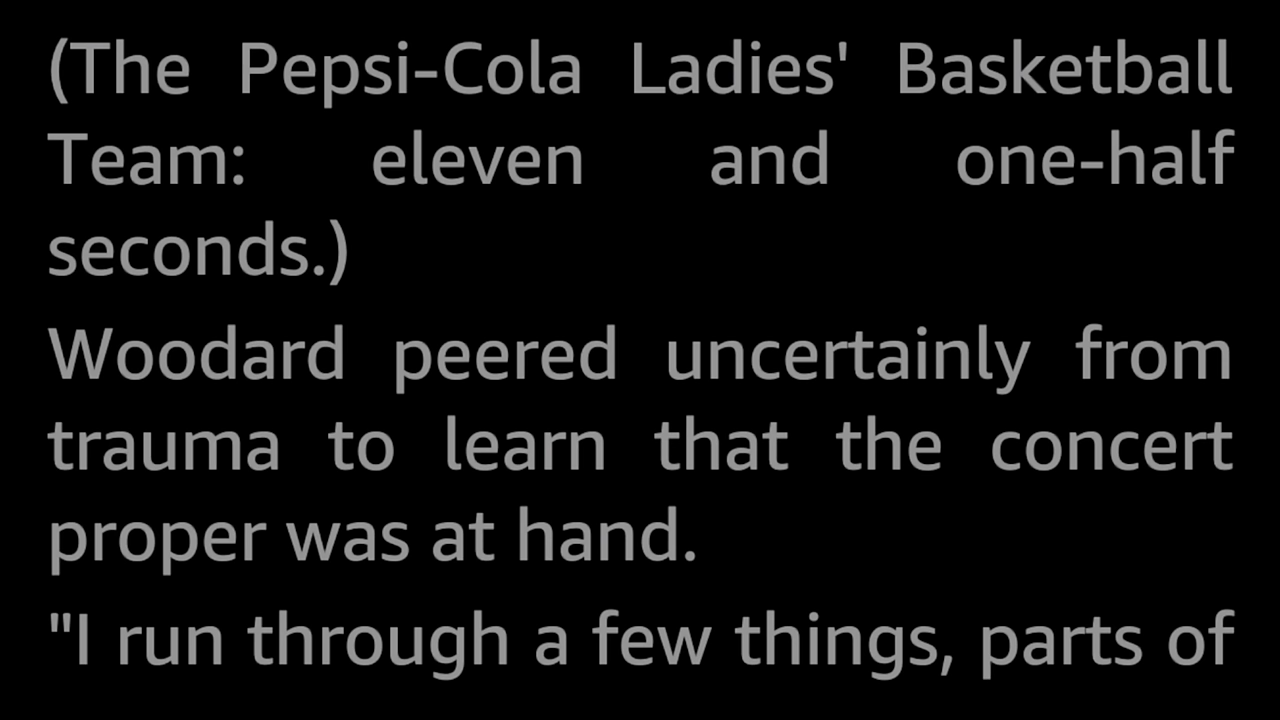 (The Pepsi-Cola Ladies' Basketball
Team: eleven and one-half
seconds.)
Woodard peered uncertainly from
trauma to learn that the concert
proper was at hand.
"I run through a few things, parts of